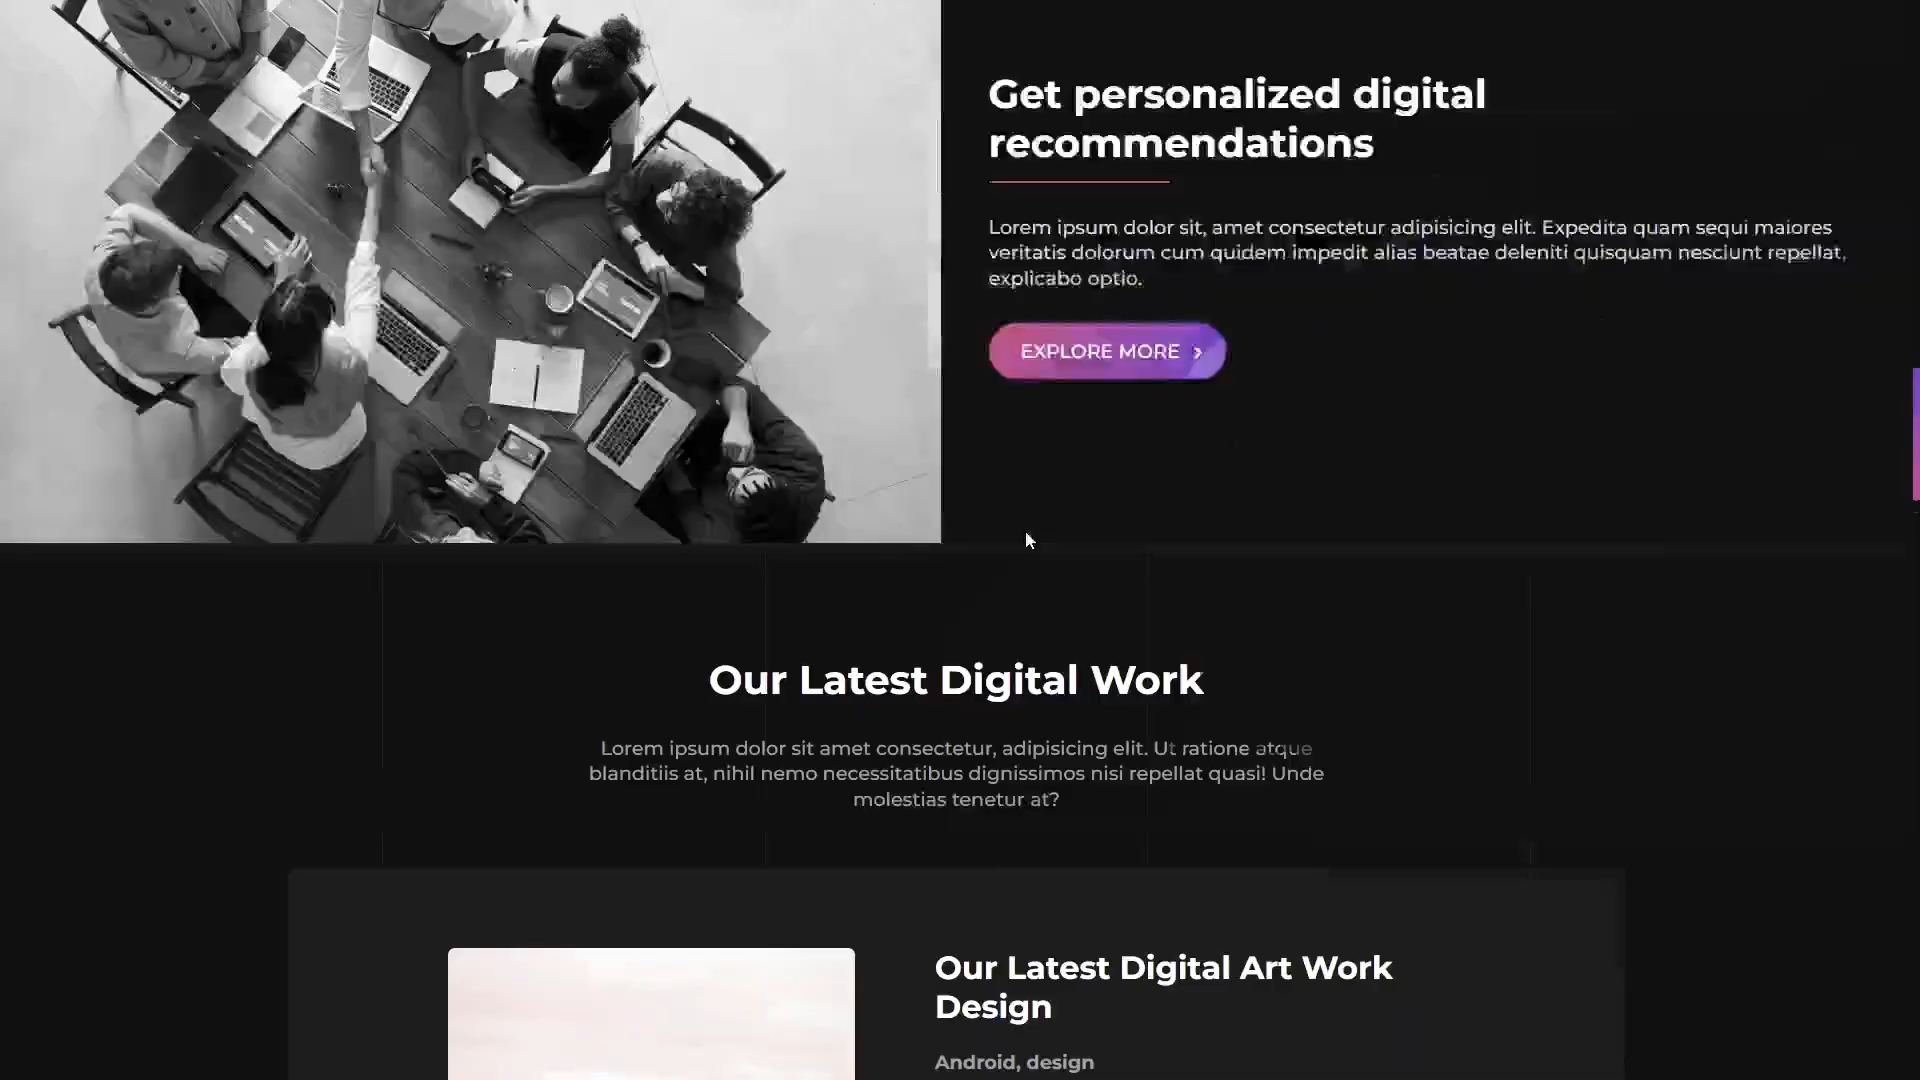 Get personalized digital
recommendations
Lorem ipsum dolor sit, amet consectetur adipisicing elit. Expedita quam sequi maiores
veritatis dolorum cum quidem impedit alias beatae deleniti quisquam nesciunt repellat,
explicabo optio.
EXPLORE MORE ›
Our Latest Digital Work
Lorem ipsum dolor sit amet consectetur, adipisicing elit. Ut ratione atque
blanditiis at, nihil nemo necessitatibus dignissimos nisi repellat quasi! Unde
molestias tenetur at?
Our Latest Digital Art Work
Design
Android, design